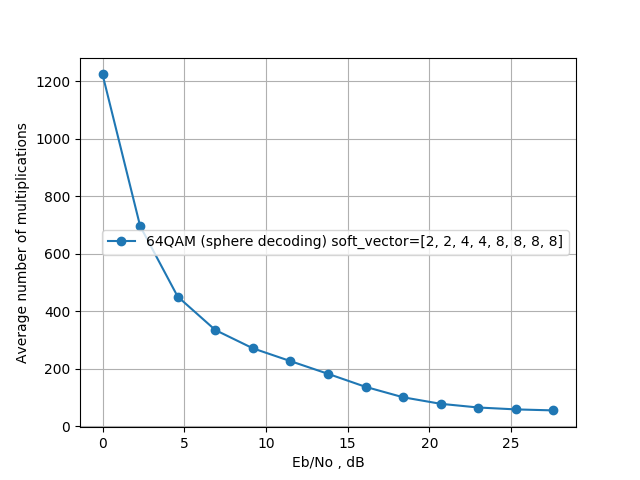 1200
1000
800
600
400
200
0
Average number of multiplications
64QAM (sphere decoding) soft_vector=[2, 2, 4, 4, 8, 8, 8, 8]
0 5 10 15 20 25
Eb/No , dB